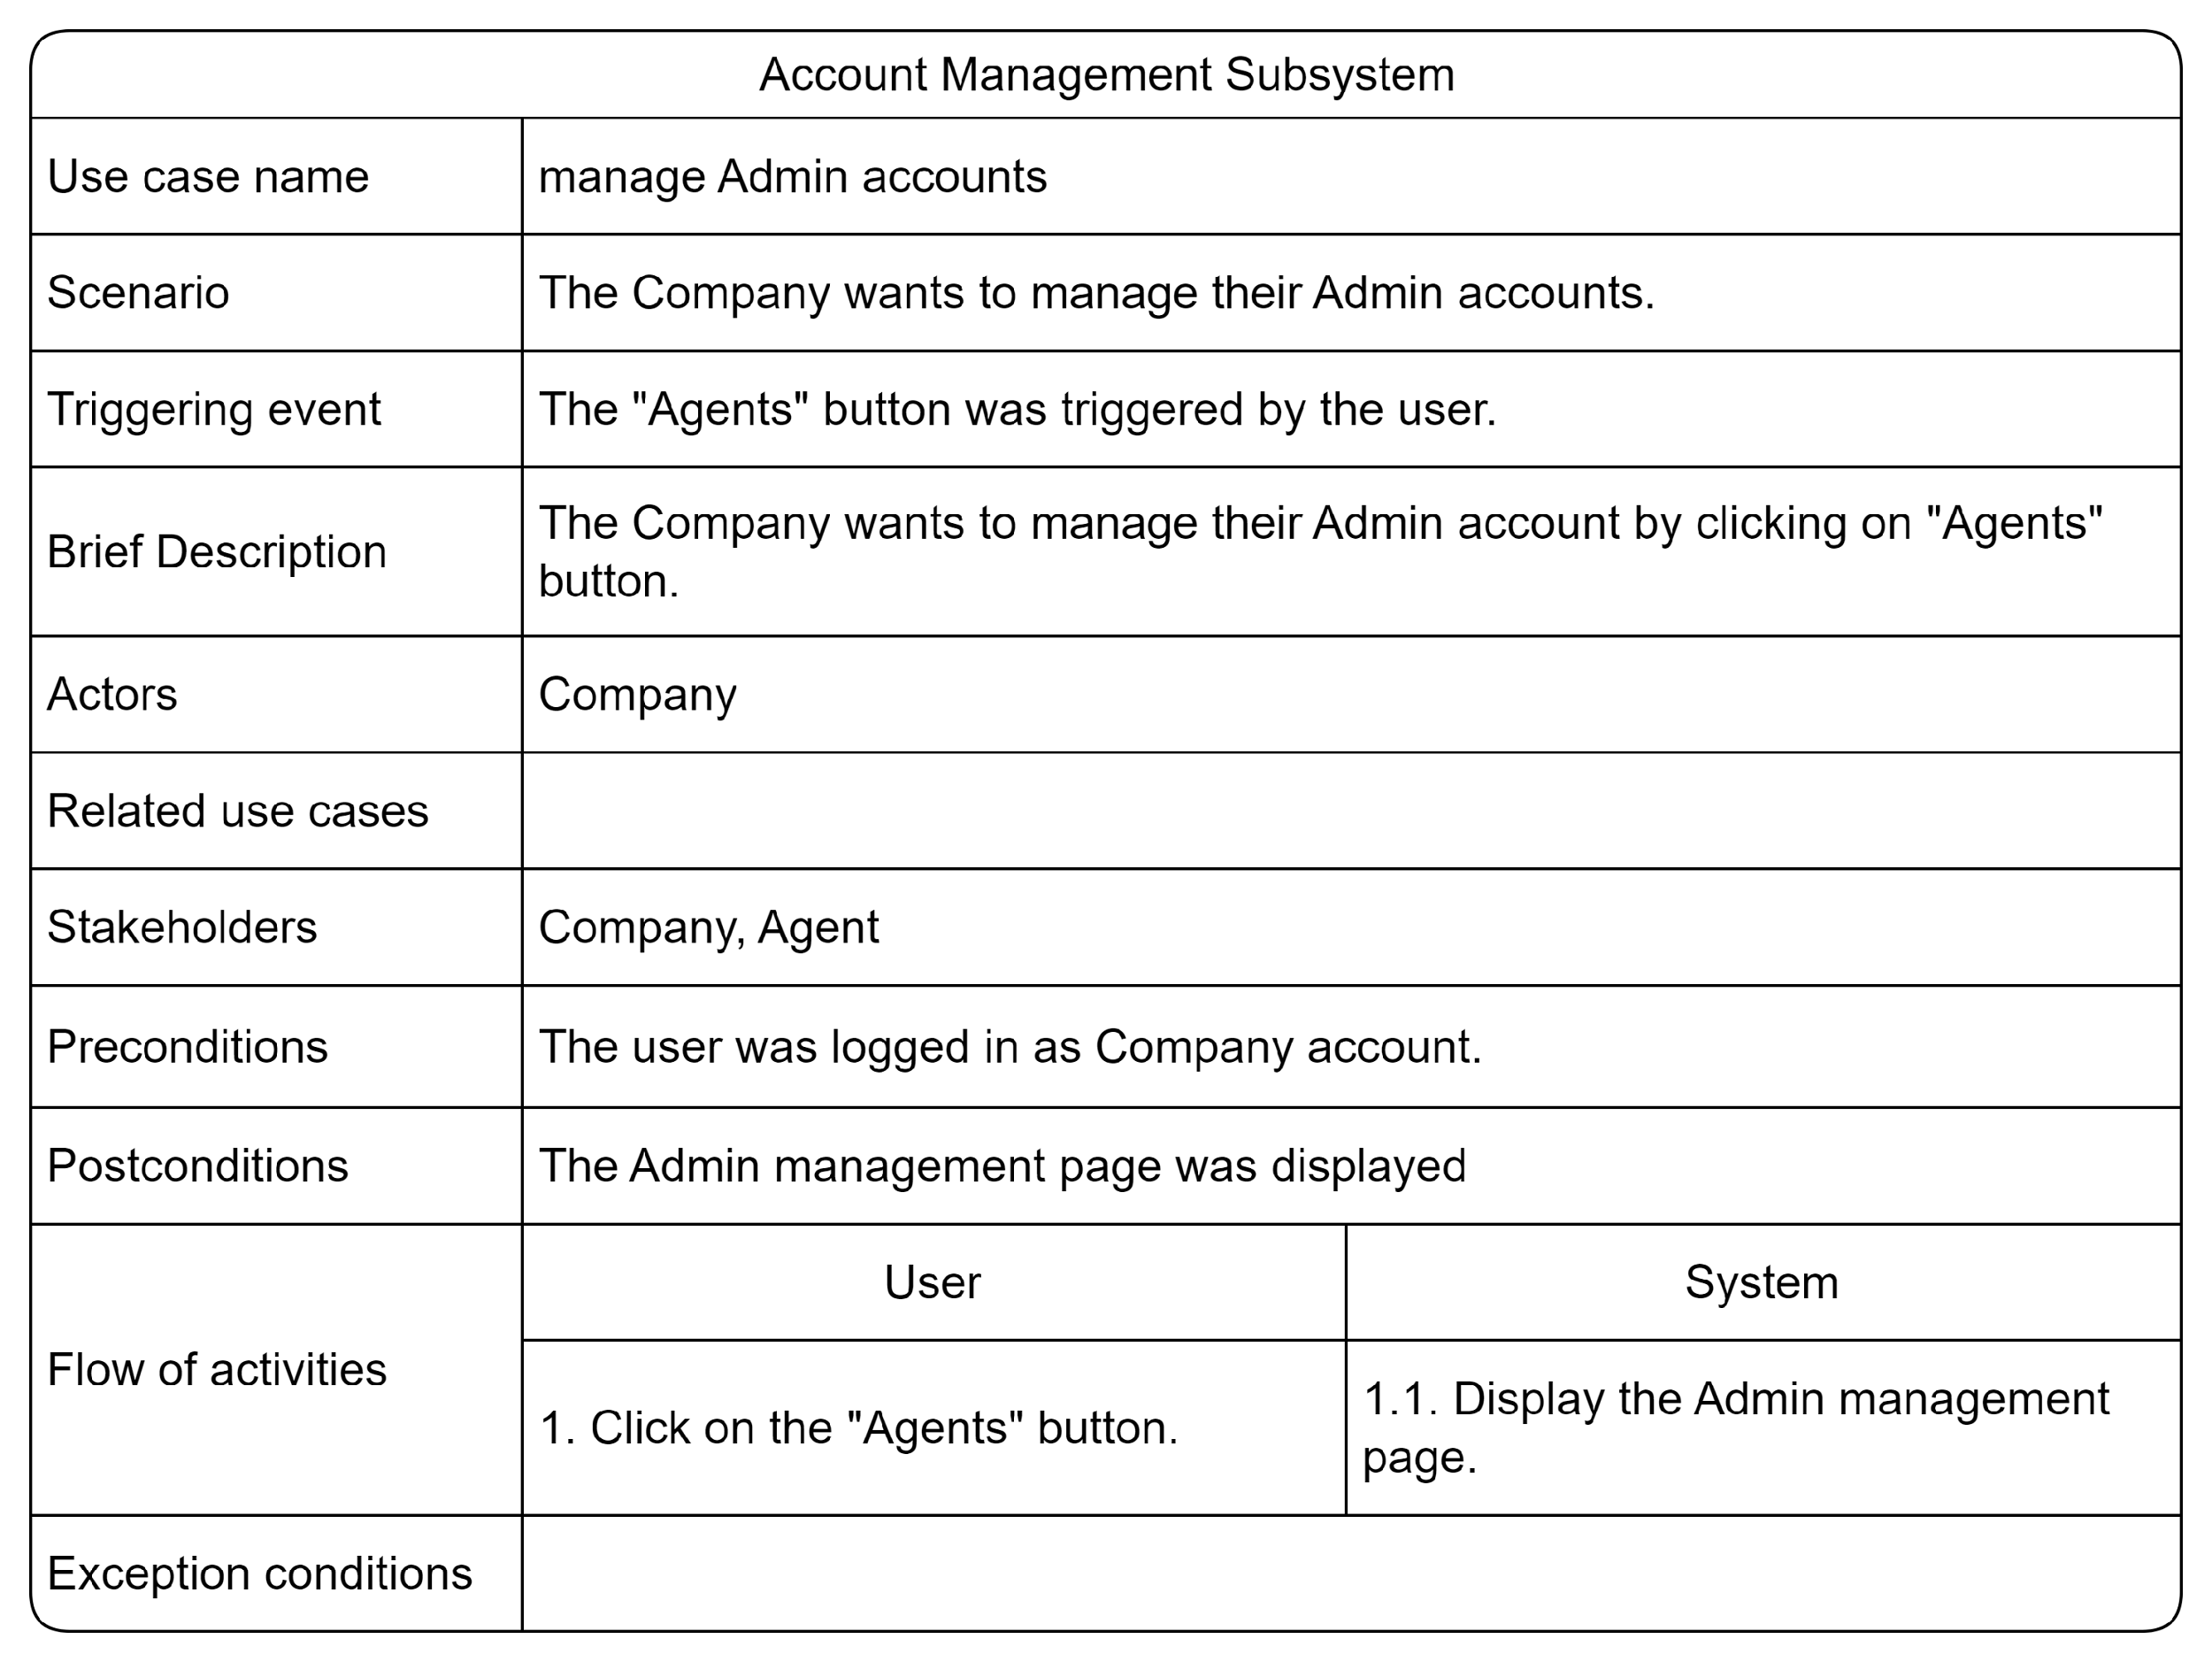 Account Management Subsystem
Use case name
manage Admin accounts
Scenario
The Company wants to manage their Admin accounts.
Triggering event
The "Agents" button was triggered by the user.
Brief Description
The Company wants to manage their Admin account by clicking on "Agents"
button.
Actors
Company
Related use cases
Stakeholders
Company, Agent
Preconditions
The user was logged in as Company account.
Postconditions
The Admin management page was displayed
Flow of activities
User
System
1. Click on the "Agents" button.
1.1. Display the Admin management
page.
Exception conditions